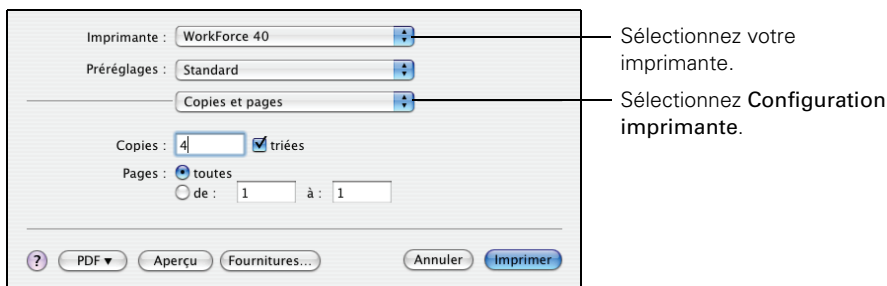 Imprimante : WorkForce 40
Sélectionnez votre
imprimante.
Préréglages : Standard
Copies et pages
Sélectionnez Configuration
imprimante.
Copies : 4 triées
Pages : toutes
de : 1 à : 1
? PDF Aperçu Fournitures... Annuler Imprimer